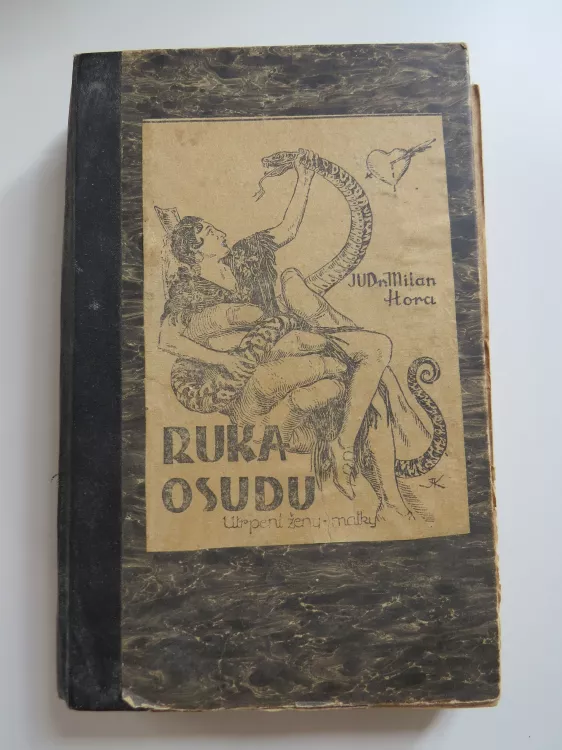 JUDr. Milan
Hora
RUKA
OSUDU
Utrpení ženy-matky